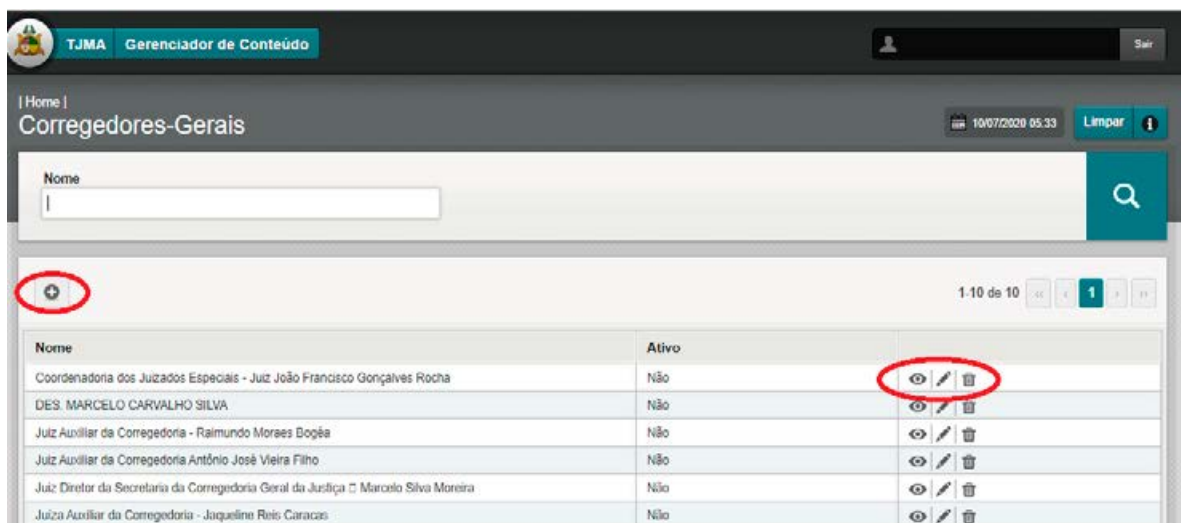 TJMA Gerenciador de Conteúdo Sair
| Home |
Corregedores-Gerais 10/07/2020 05:33 Limpar
Nome
1-10 de 10 « ‹ 1 › »
Nome Ativo
Coordenadoria dos Juizados Especiais - Juiz João Francisco Gonçalves Rocha Não
DES. MARCELO CARVALHO SILVA Não
Juiz Auxiliar da Corregedoria - Raimundo Moraes Bogéa Não
Juiz Auxiliar da Corregedoria Antônio José Vieira Filho Não
Juiz Diretor da Secretaria da Corregedoria Geral da Justiça □ Marcelo Silva Moreira Não
Juíza Auxiliar da Corregedoria - Jaqueline Reis Caracas Não